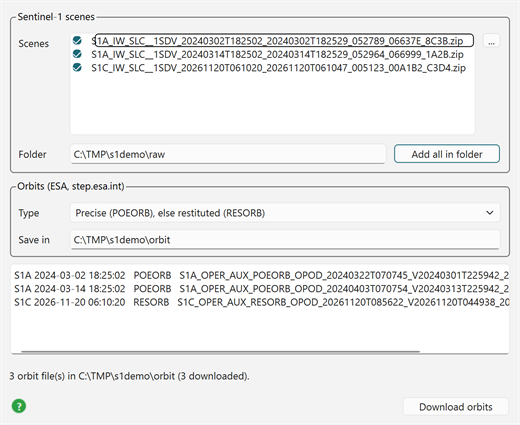 Sentinel-1 scenes
Scenes
S1A_IW_SLC__1SDV_20240302T182502_20240302T182529_052789_06637E_8C3B.zip
...
S1A_IW_SLC__1SDV_20240314T182502_20240314T182529_052964_066999_1A2B.zip
S1C_IW_SLC__1SDV_20261120T061020_20261120T061047_005123_00A1B2_C3D4.zip
Folder C:\TMP\s1demo\raw Add all in folder
Orbits (ESA, step.esa.int)
Type Precise (POEORB), else restituted (RESORB)
Save in C:\TMP\s1demo\orbit
S1A 2024-03-02 18:25:02 POEORB S1A_OPER_AUX_POEORB_OPOD_20240322T070745_V20240301T225942_2
S1A 2024-03-14 18:25:02 POEORB S1A_OPER_AUX_POEORB_OPOD_20240403T070754_V20240313T225942_2
S1C 2026-11-20 06:10:20 RESORB S1C_OPER_AUX_RESORB_OPOD_20261120T085622_V20261120T044938_20
3 orbit file(s) in C:\TMP\s1demo\orbit (3 downloaded).
? Download orbits